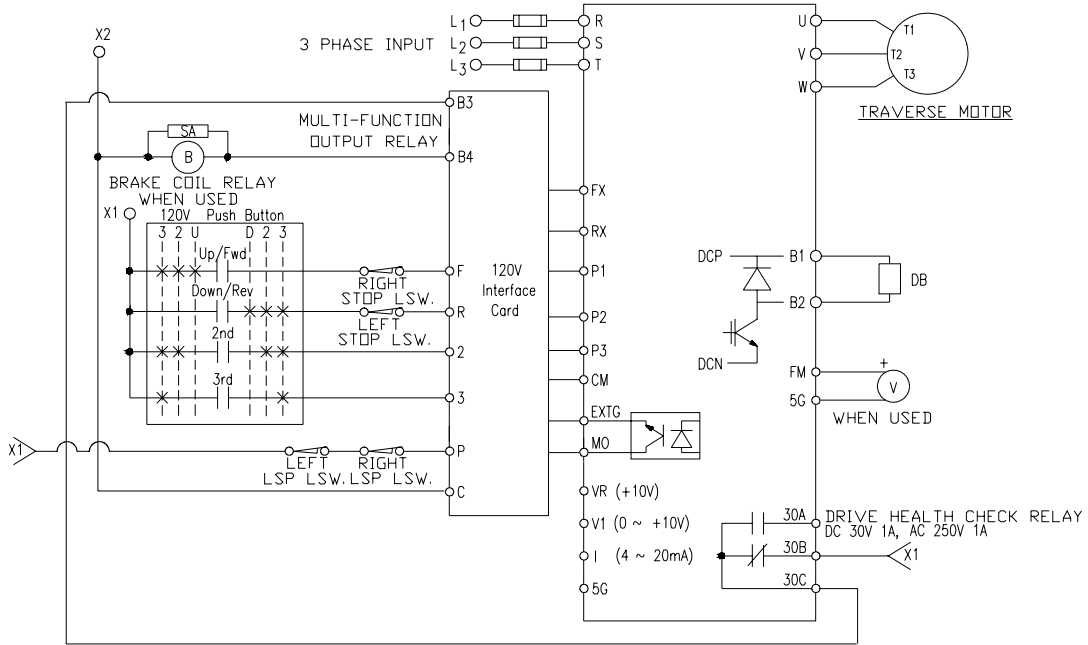 X2
3 PHASE INPUT
L1
L2
L3
R
S
T
U
V
W
T1
T2
T3
TRAVERSE MOTOR
B3
MULTI-FUNCTION
OUTPUT RELAY
SA
B
B4
BRAKE COIL RELAY
WHEN USED
X1
120V Push Button
3 2 U D 2 3
Up/Fwd
F
RIGHT
STOP LSW.
Down/Rev
R
LEFT
STOP LSW.
2nd
2
3rd
3
X1
P
LEFT
LSP LSW.
RIGHT
LSP LSW.
C
120V
Interface
Card
FX
RX
P1
P2
P3
CM
EXTG
MO
VR (+10V)
V1 (0 ~ +10V)
I (4 ~ 20mA)
5G
DCP
B1
B2
DB
DCN
FM
5G
+
V
WHEN USED
30A
DRIVE HEALTH CHECK RELAY
DC 30V 1A, AC 250V 1A
30B
X1
30C